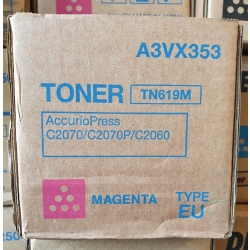 A3VX353
TONER TN619M
AccurioPress
C2070/C2070P/C2060
MAGENTA TYPE
EU